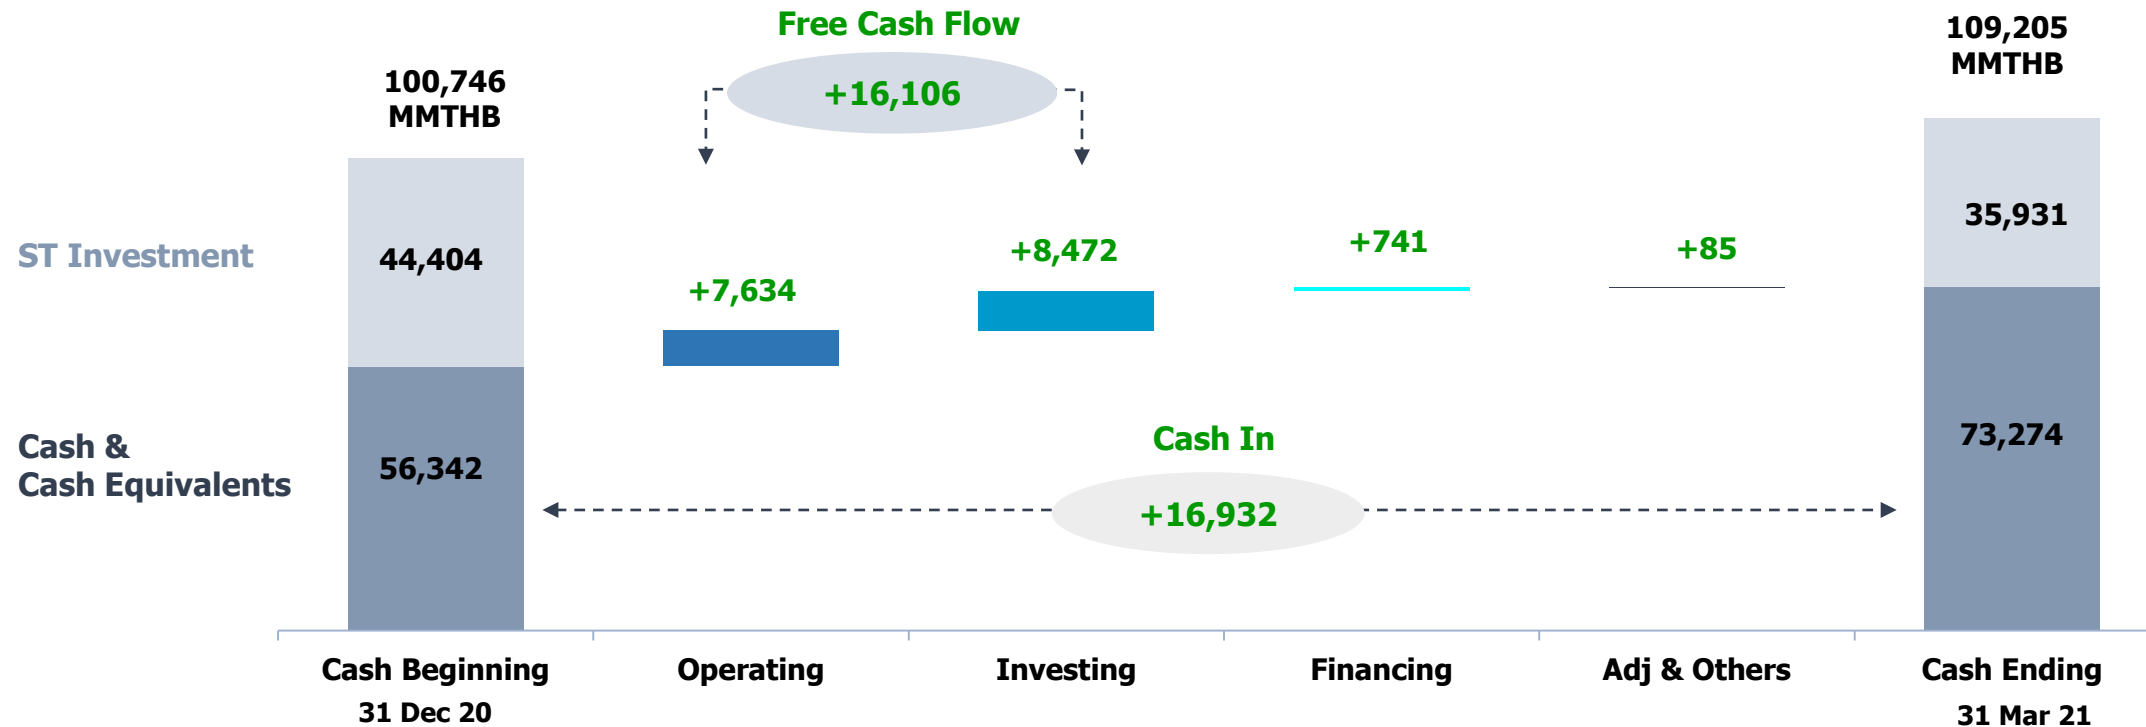 Free Cash Flow
+16,106
100,746
MMTHB
109,205
MMTHB
ST Investment
44,404
+7,634
+8,472
+741
+85
35,931
Cash &
Cash Equivalents
56,342
Cash In
+16,932
73,274
Cash Beginning
31 Dec 20
Operating
Investing
Financing
Adj & Others
Cash Ending
31 Mar 21